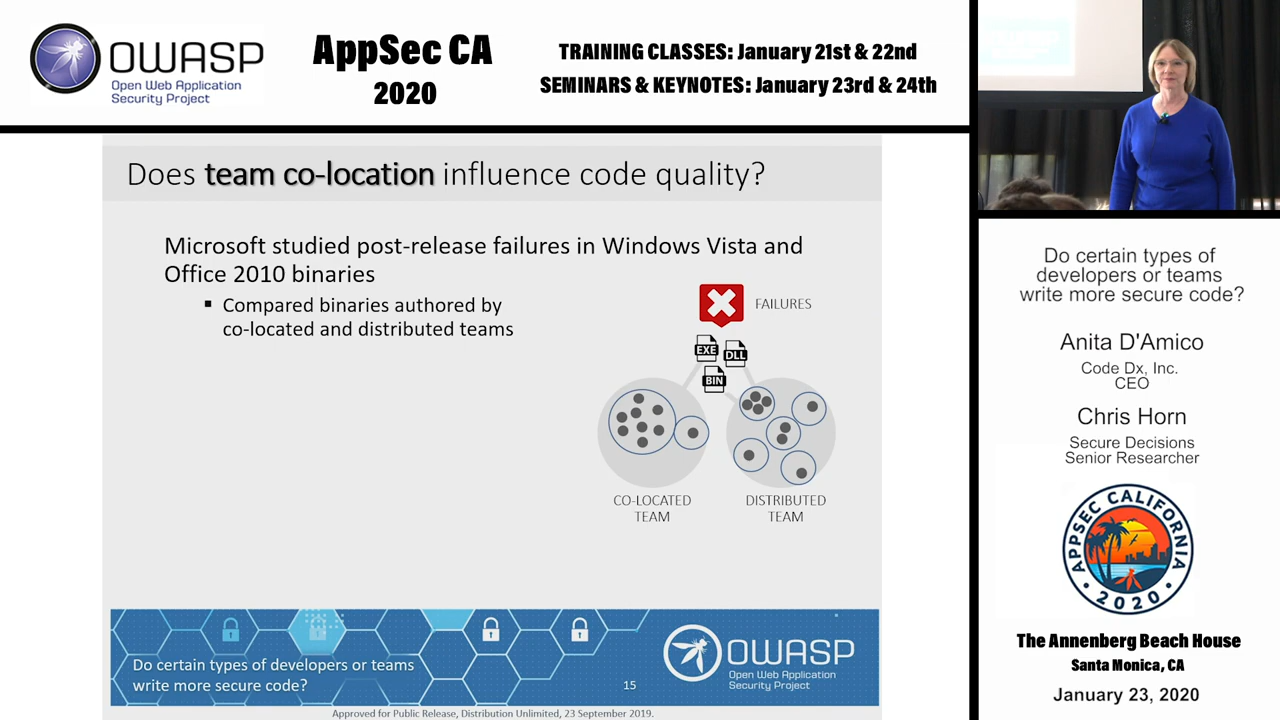 OWASP
Open Web Application
Security Project
AppSec CA
2020
TRAINING CLASSES: January 21st & 22nd
SEMINARS & KEYNOTES: January 23rd & 24th
Does team co-location influence code quality?
Microsoft studied post-release failures in Windows Vista and
Office 2010 binaries
▪ Compared binaries authored by
co-located and distributed teams
FAILURES
EXE
DLL
BIN
CO-LOCATED
TEAM
DISTRIBUTED
TEAM
Do certain types of developers or teams
write more secure code?
15
OWASP
Open Web Application
Security Project
Approved for Public Release, Distribution Unlimited, 23 September 2019.
Do certain types of
developers or teams
write more secure code?
Anita D'Amico
Code Dx, Inc.
CEO
Chris Horn
Secure Decisions
Senior Researcher
APPSEC CALIFORNIA
• 2020 •
The Annenberg Beach House
Santa Monica, CA
January 23, 2020